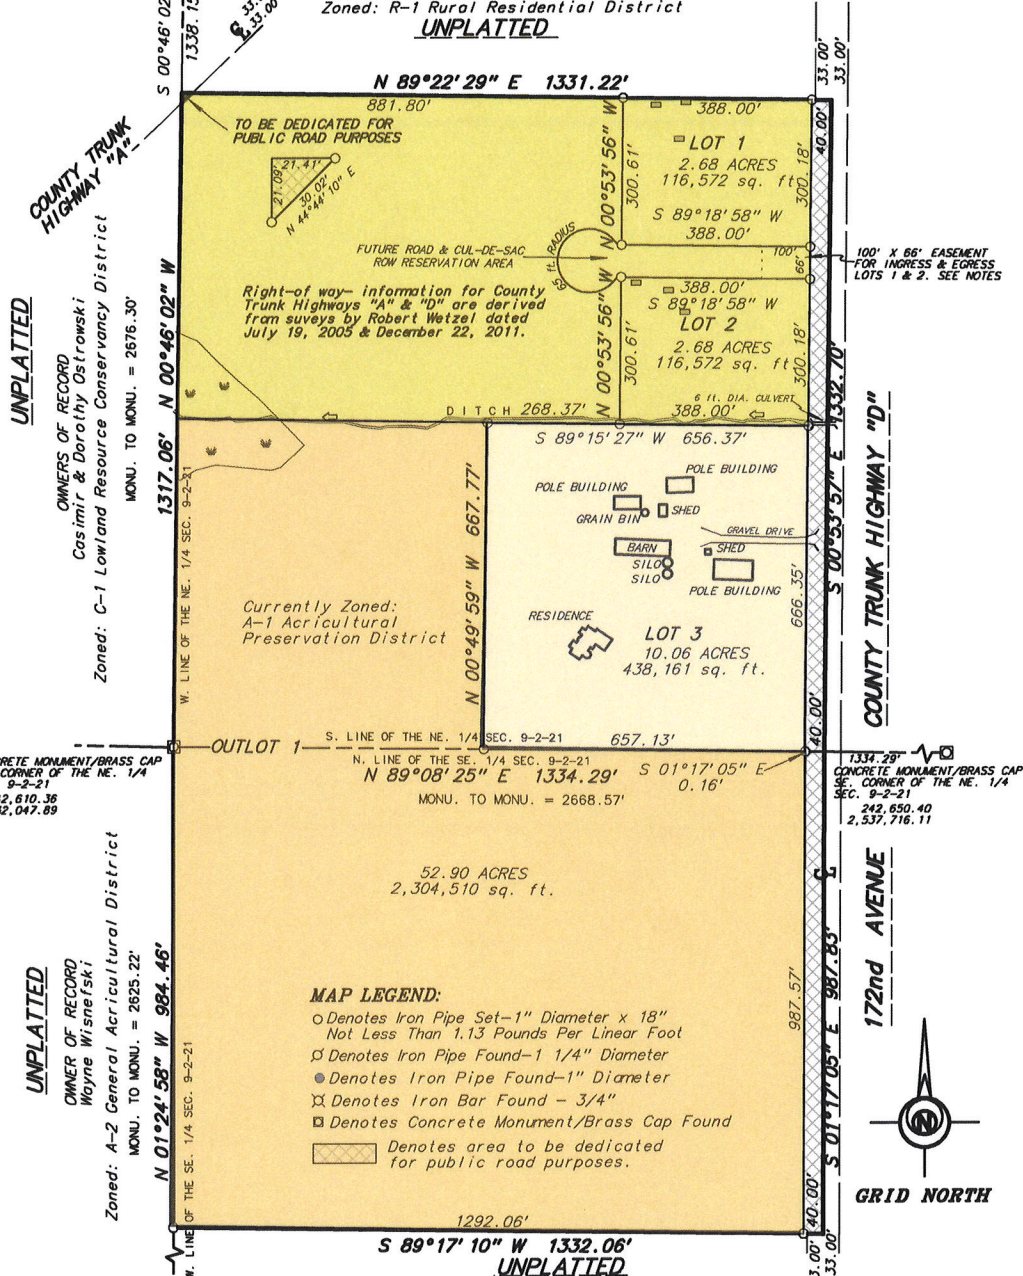 Zoned: R-1 Rural Residential District
UNPLATTED
S 00°46' 02
1338.1
℄ 33.00'
33.00'
33.00'
33.00'
N 89°22' 29" E 1331.22'
881.80'
388.00'
40.00'
TO BE DEDICATED FOR
PUBLIC ROAD PURPOSES
21.41'
21.09'
30.02'
N 44°44' 10" E
COUNTY TRUNK
HIGHWAY "A"
N 00°53' 56" W
300.61'
LOT 1
2.68 ACRES
116,572 sq. ft.
300.18'
S 89°18' 58" W
388.00'
65 ft. RADIUS
FUTURE ROAD & CUL-DE-SAC
ROW RESERVATION AREA
100'
66'
100' X 66' EASEMENT
FOR INGRESS & EGRESS
LOTS 1 & 2. SEE NOTES
Right-of way- information for County
Trunk Highways "A" & "D" are derived
from suveys by Robert Wetzel dated
July 19, 2005 & December 22, 2011.
388.00'
S 89°18' 58" W
N 00°53' 56" W
300.61'
LOT 2
2.68 ACRES
116,572 sq. ft.
300.18'
6 ft. DIA. CULVERT
DITCH 268.37'
388.00'
1332.70'
S 00°53' 57" E
UNPLATTED
OWNERS OF RECORD
Casimir & Dorothy Ostrowski
Zoned: C-1 Lowland Resource Conservancy District
MONU. TO MONU. = 2676.30'
1317.06' N 00°46' 02" W
W. LINE OF THE NE. 1/4 SEC. 9-2-21
S 89°15' 27" W 656.37'
N 00°49' 59" W 667.77'
POLE BUILDING
POLE BUILDING
GRAIN BIN
SHED
GRAVEL DRIVE
BARN
SHED
SILO
SILO
POLE BUILDING
RESIDENCE
666.35'
LOT 3
10.06 ACRES
438,161 sq. ft.
40.00'
COUNTY TRUNK HIGHWAY "D"
Currently Zoned:
A-1 Acricultural
Preservation District
OUTLOT 1
S. LINE OF THE NE. 1/4 SEC. 9-2-21
657.13'
N. LINE OF THE SE. 1/4 SEC. 9-2-21
N 89°08' 25" E 1334.29'
S 01°17' 05" E
0.16'
MONU. TO MONU. = 2668.57'
RETE MONUMENT/BRASS CAP
CORNER OF THE NE. 1/4
9-2-21
2,610.36
2,047.89
1334.29'
CONCRETE MONUMENT/BRASS CAP
SE. CORNER OF THE NE. 1/4
SEC. 9-2-21
242,650.40
2,537,716.11
52.90 ACRES
2,304,510 sq. ft.
UNPLATTED
OWNER OF RECORD
Wayne Wisnefski
Zoned: A-2 General Agricultural District
MONU. TO MONU. = 2625.22'
N 01°24' 58" W 984.46'
W. LINE OF THE SE. 1/4 SEC. 9-2-21
℄
172nd AVENUE
987.57'
S 01°17' 05" E 987.83'
MAP LEGEND:
Denotes Iron Pipe Set-1" Diameter x 18"
Not Less Than 1.13 Pounds Per Linear Foot
Denotes Iron Pipe Found-1 1/4" Diameter
Denotes Iron Pipe Found-1" Diameter
Denotes Iron Bar Found - 3/4"
Denotes Concrete Monument/Brass Cap Found
Denotes area to be dedicated
for public road purposes.
N
GRID NORTH
40.00'
3.00'
33.00'
1292.06'
S 89°17' 10" W 1332.06'
UNPLATTED